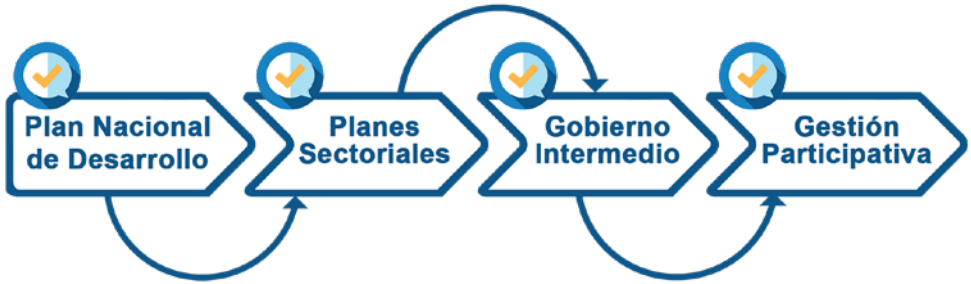 Plan Nacional
de Desarrollo
Planes
Sectoriales
Gobierno
Intermedio
Gestión
Participativa